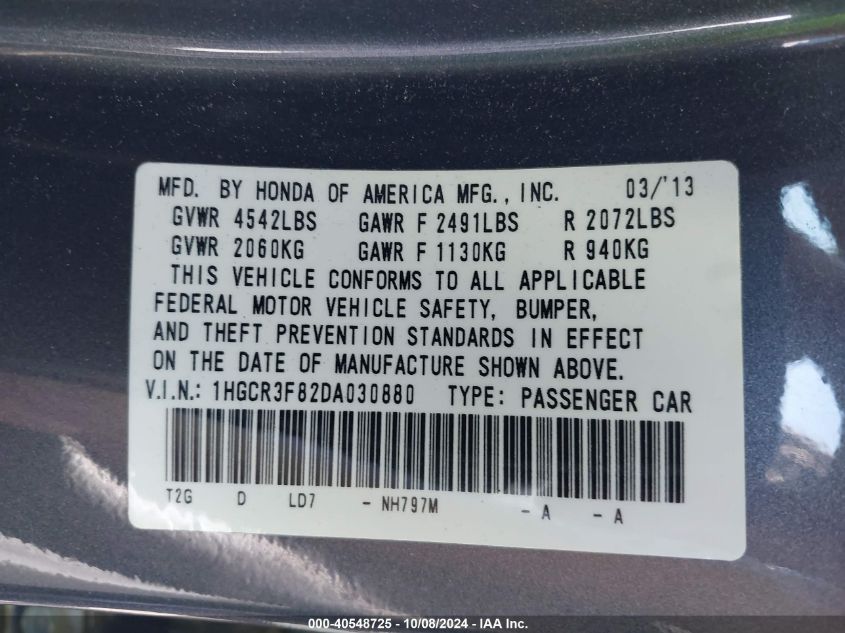 MFD. BY HONDA OF AMERICA MFG., INC. 03/'13
GVWR 4542LBS GAWR F 2491LBS R 2072LBS
GVWR 2060KG GAWR F 1130KG R 940KG
THIS VEHICLE CONFORMS TO ALL APPLICABLE
FEDERAL MOTOR VEHICLE SAFETY, BUMPER,
AND THEFT PREVENTION STANDARDS IN EFFECT
ON THE DATE OF MANUFACTURE SHOWN ABOVE.
V.I.N.: 1HGCR3F82DA030880 TYPE: PASSENGER CAR
T2G D LD7 - NH797M - A - A
000-40548725 - 10/08/2024 - IAA Inc.